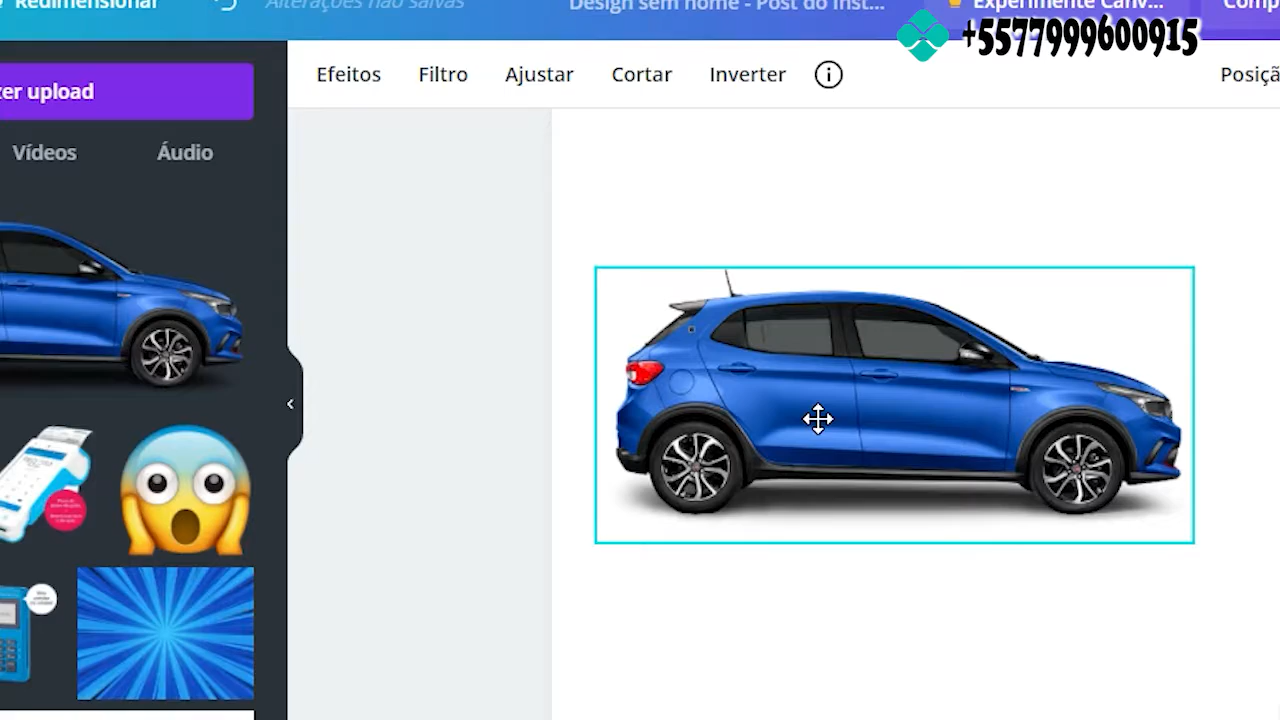 Redimensionar
Alterações não salvas
Design sem nome - Post do Inst...
Experimente Canv...
Comp
+5577999600915
zer upload
Efeitos
Filtro
Ajustar
Cortar
Inverter
Posiçã
Vídeos
Áudio